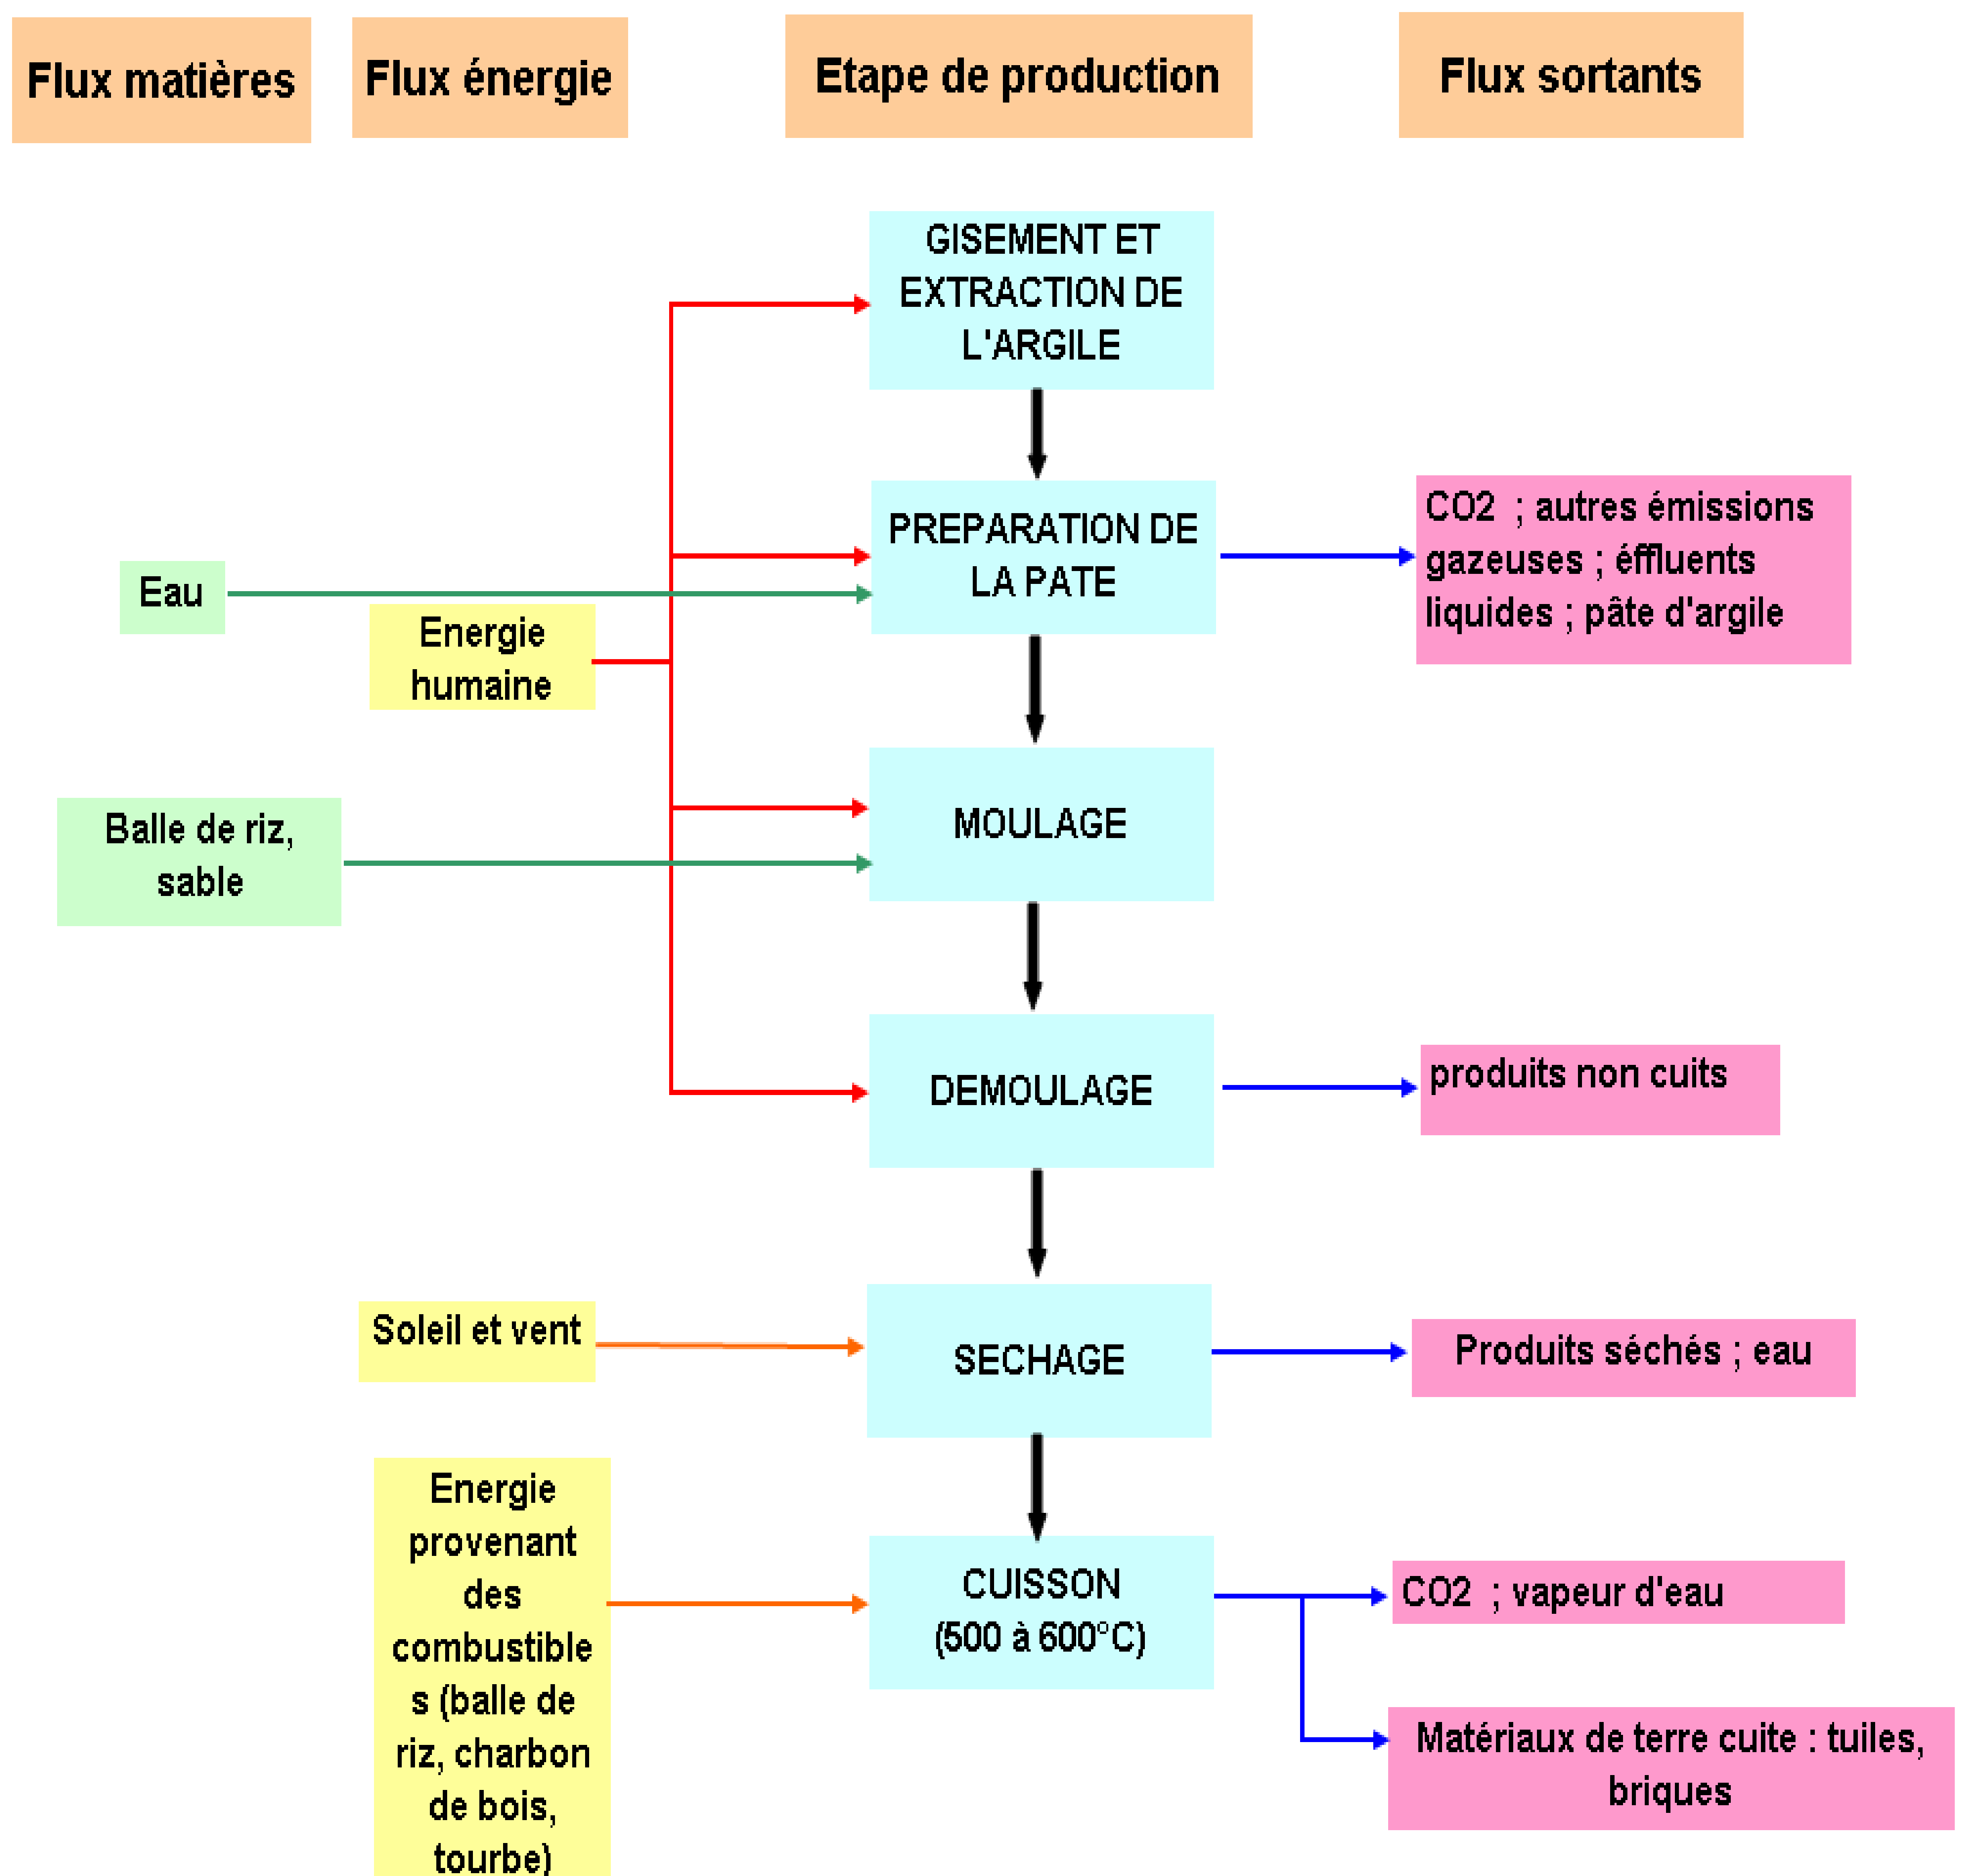 Flux matières
Flux énergie
Etape de production
Flux sortants
GISEMENT ET
EXTRACTION DE
L'ARGILE
PREPARATION DE
LA PATE
CO2 ; autres émissions
gazeuses ; éffluents
liquides ; pâte d'argile
Eau
Energie
humaine
Balle de riz,
sable
MOULAGE
DEMOULAGE
produits non cuits
Soleil et vent
SECHAGE
Produits séchés ; eau
Energie
provenant
des
combustible
s (balle de
riz, charbon
de bois,
tourbe)
CUISSON
(500 à 600°C)
CO2 ; vapeur d'eau
Matériaux de terre cuite : tuiles,
briques